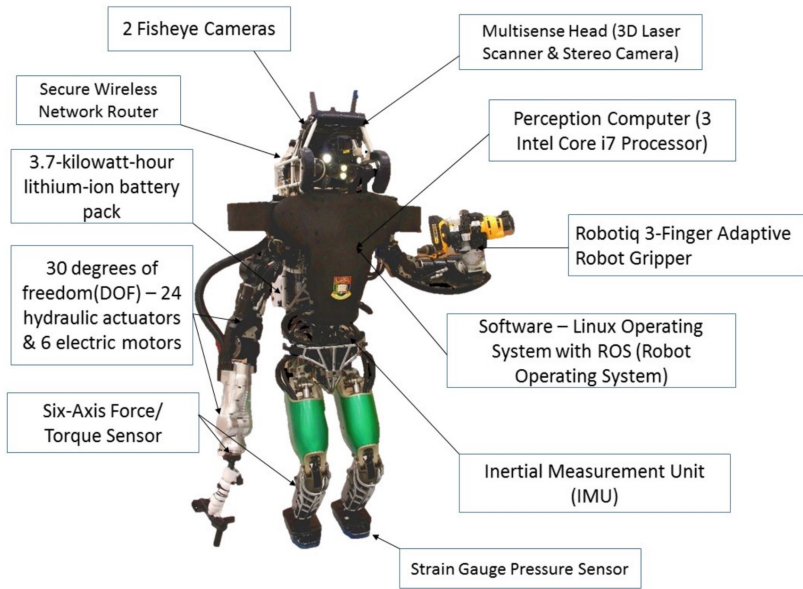 2 Fisheye Cameras
Multisense Head (3D Laser
Scanner & Stereo Camera)
Secure Wireless
Network Router
Perception Computer (3
Intel Core i7 Processor)
3.7-kilowatt-hour
lithium-ion battery
pack
Robotiq 3-Finger Adaptive
Robot Gripper
30 degrees of
freedom(DOF) – 24
hydraulic actuators
& 6 electric motors
Software – Linux Operating
System with ROS (Robot
Operating System)
Six-Axis Force/
Torque Sensor
Inertial Measurement Unit
(IMU)
Strain Gauge Pressure Sensor